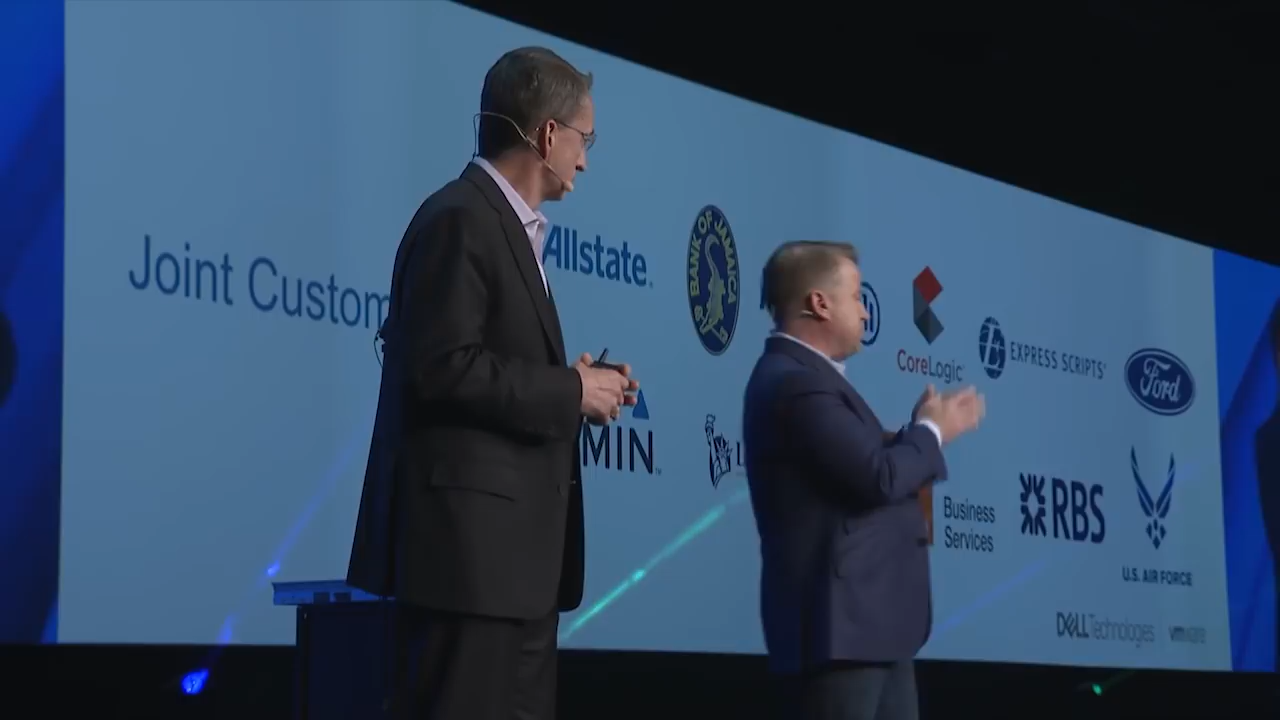 Joint Custom
Allstate
BANK OF JAMAICA
CoreLogic
EXPRESS SCRIPTS
Ford
MIN
L
Business
Services
RBS
U.S. AIR FORCE
DELL Technologies
vmware